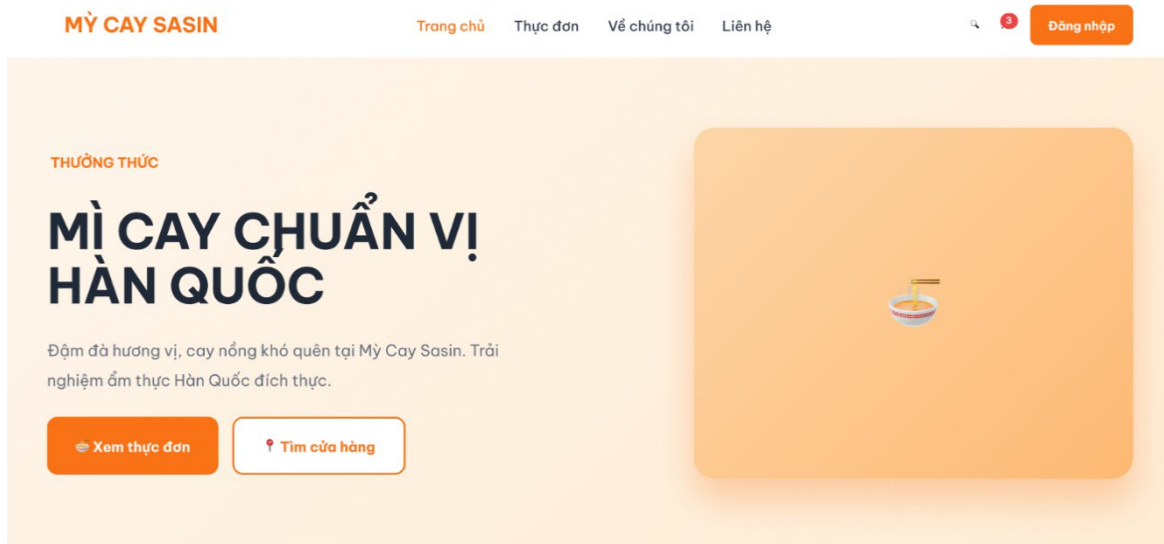 MỲ CAY SASIN
Trang chủ
Thực đơn
Về chúng tôi
Liên hệ
3
Đăng nhập
THƯỞNG THỨC
MÌ CAY CHUẨN VỊ
HÀN QUỐC
Đậm đà hương vị, cay nồng khó quên tại Mỳ Cay Sasin. Trải
nghiệm ẩm thực Hàn Quốc đích thực.
Xem thực đơn
Tìm cửa hàng